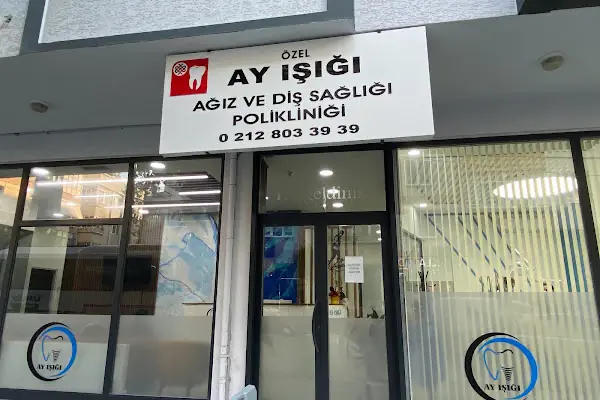 ÖZEL
AY IŞIĞI
AĞIZ VE DİŞ SAĞLIĞI
POLİKLİNİĞİ
0 212 803 39 39
AY IŞIĞI
AY IŞIĞI